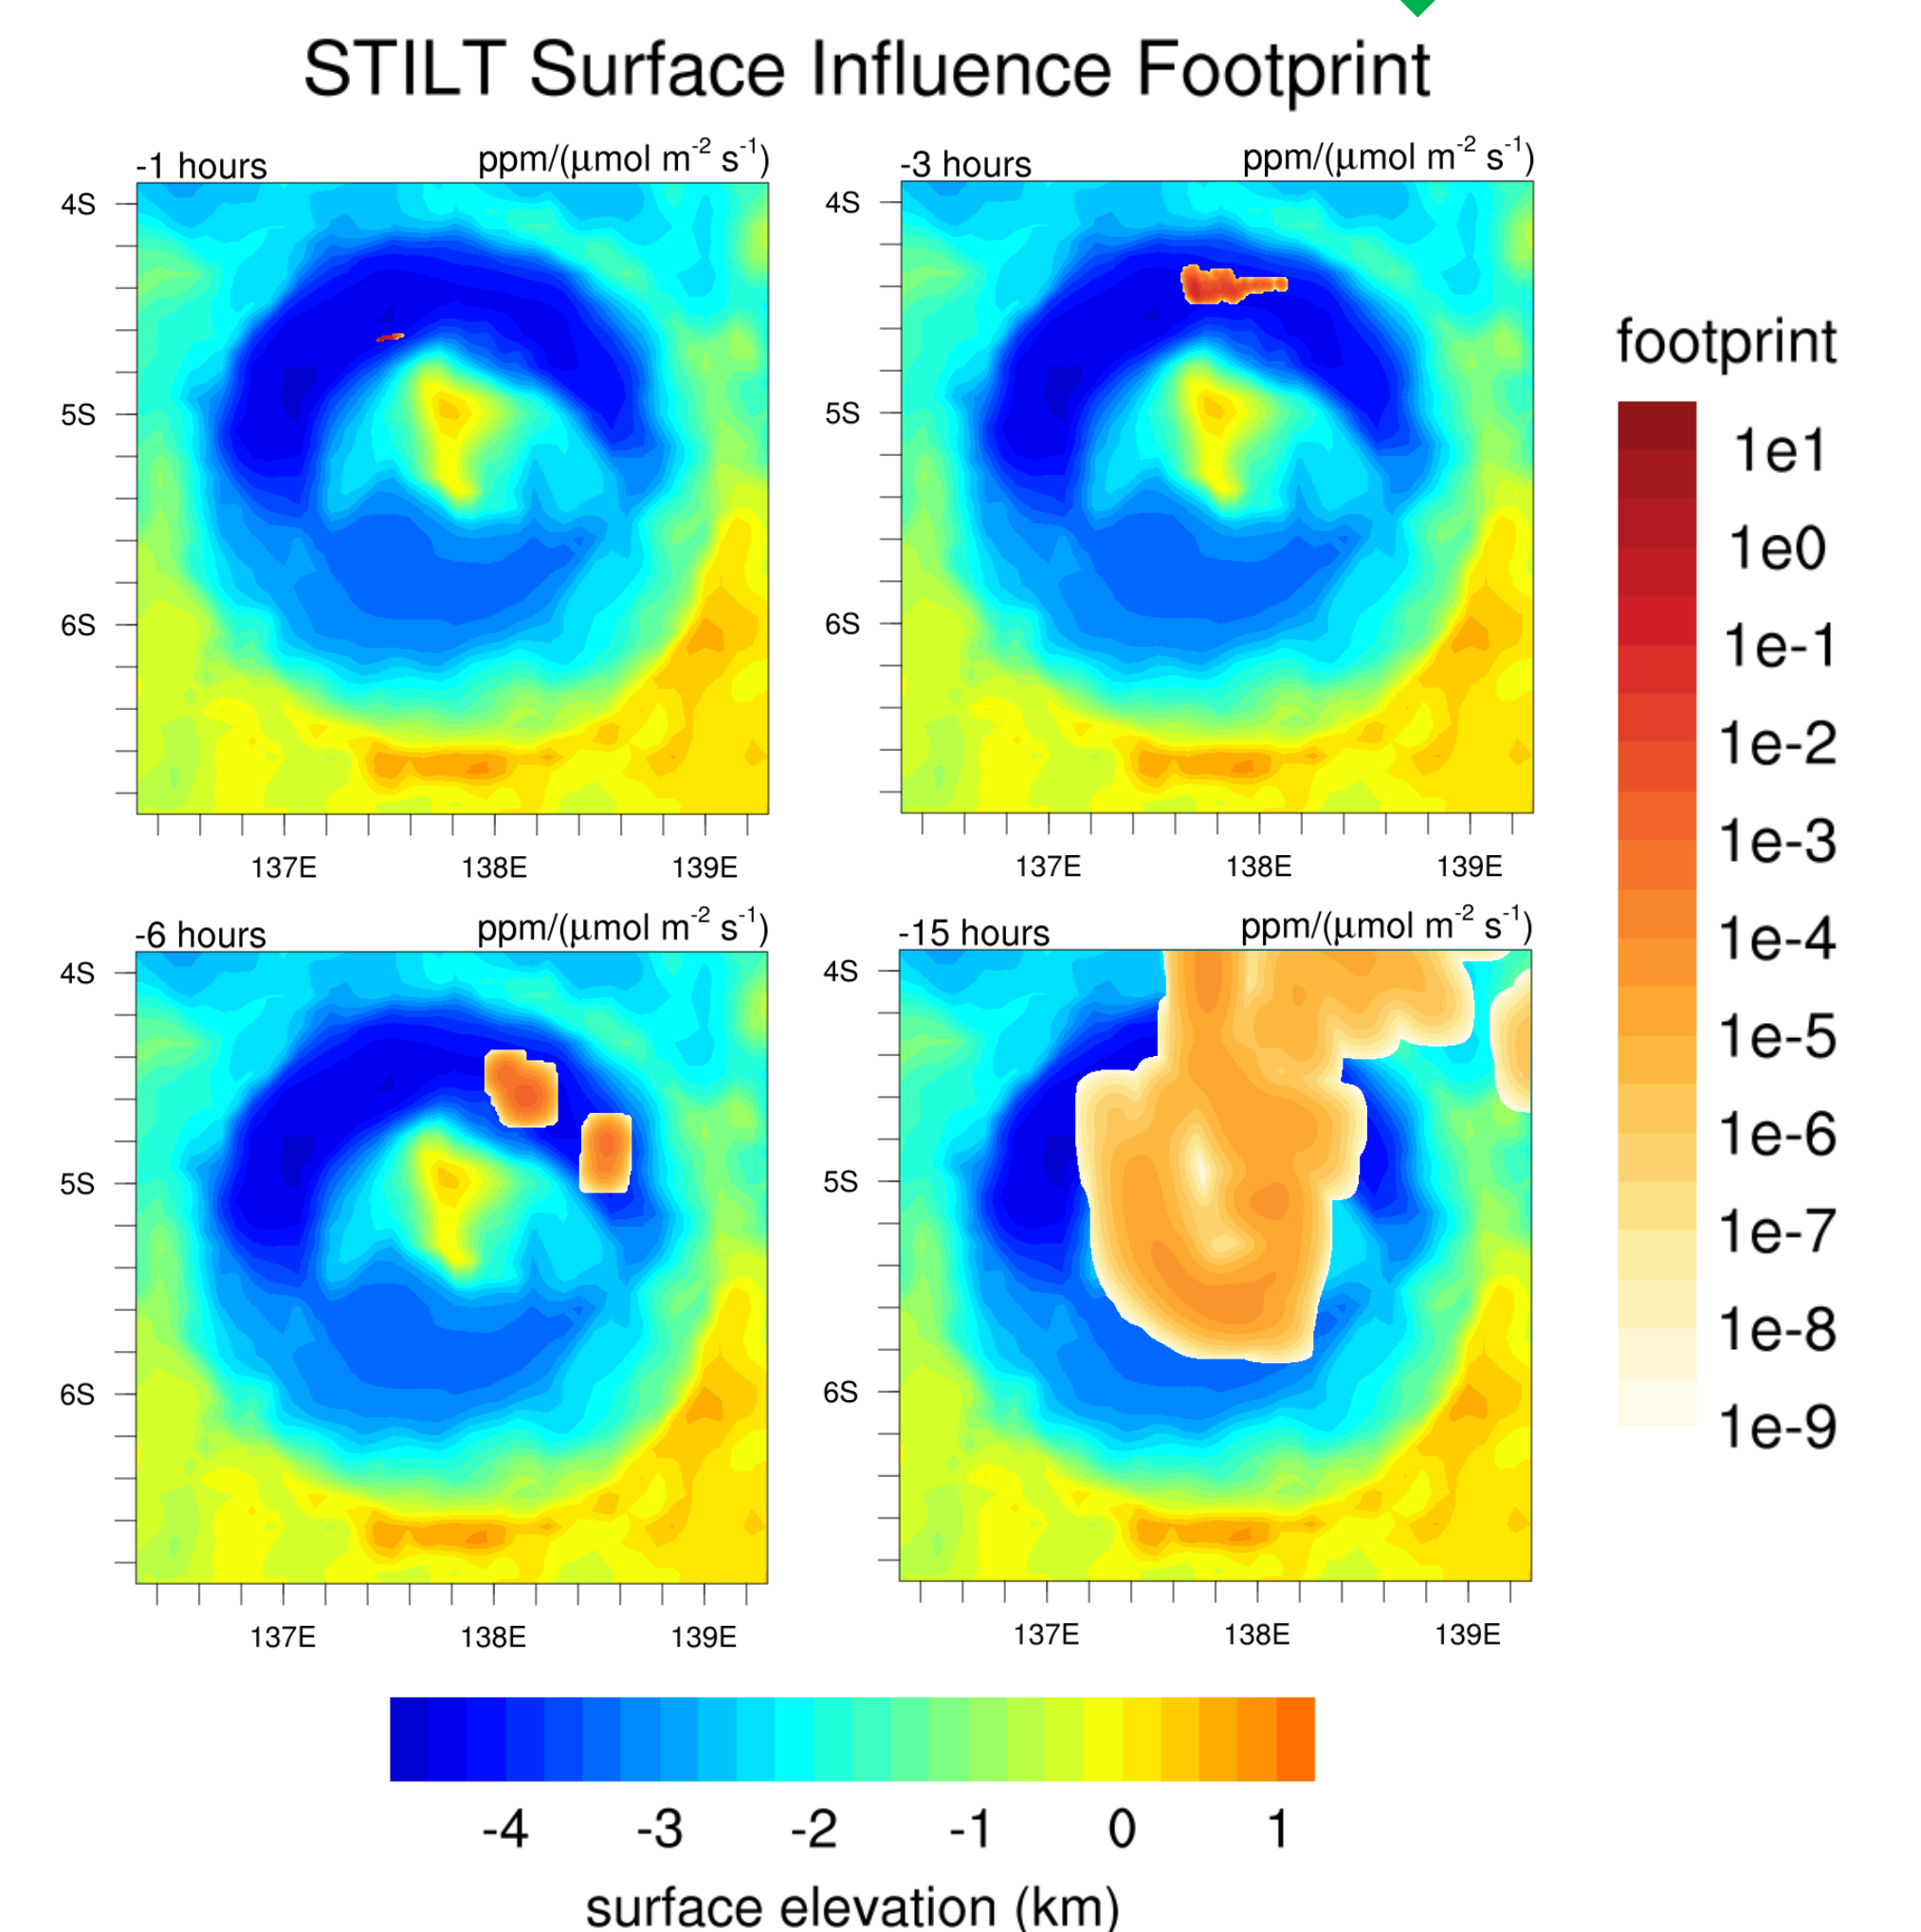 STILT Surface Influence Footprint
-1 hours ppm/(μmol m-2 s-1)
-3 hours ppm/(μmol m-2 s-1)
4S
5S
6S
137E 138E 139E
4S
5S
6S
137E 138E 139E
-6 hours ppm/(μmol m-2 s-1)
-15 hours ppm/(μmol m-2 s-1)
4S
5S
6S
137E 138E 139E
4S
5S
6S
137E 138E 139E
footprint
1e1
1e0
1e-1
1e-2
1e-3
1e-4
1e-5
1e-6
1e-7
1e-8
1e-9
-4 -3 -2 -1 0 1
surface elevation (km)